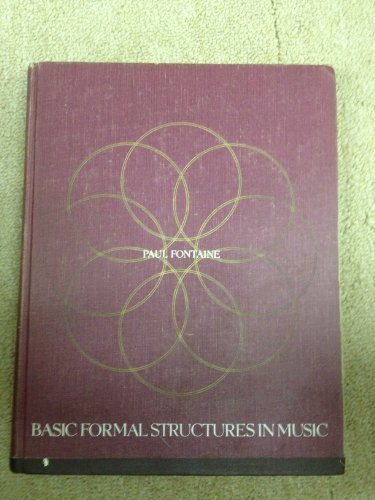 PAUL FONTAINE
BASIC FORMAL STRUCTURES IN MUSIC